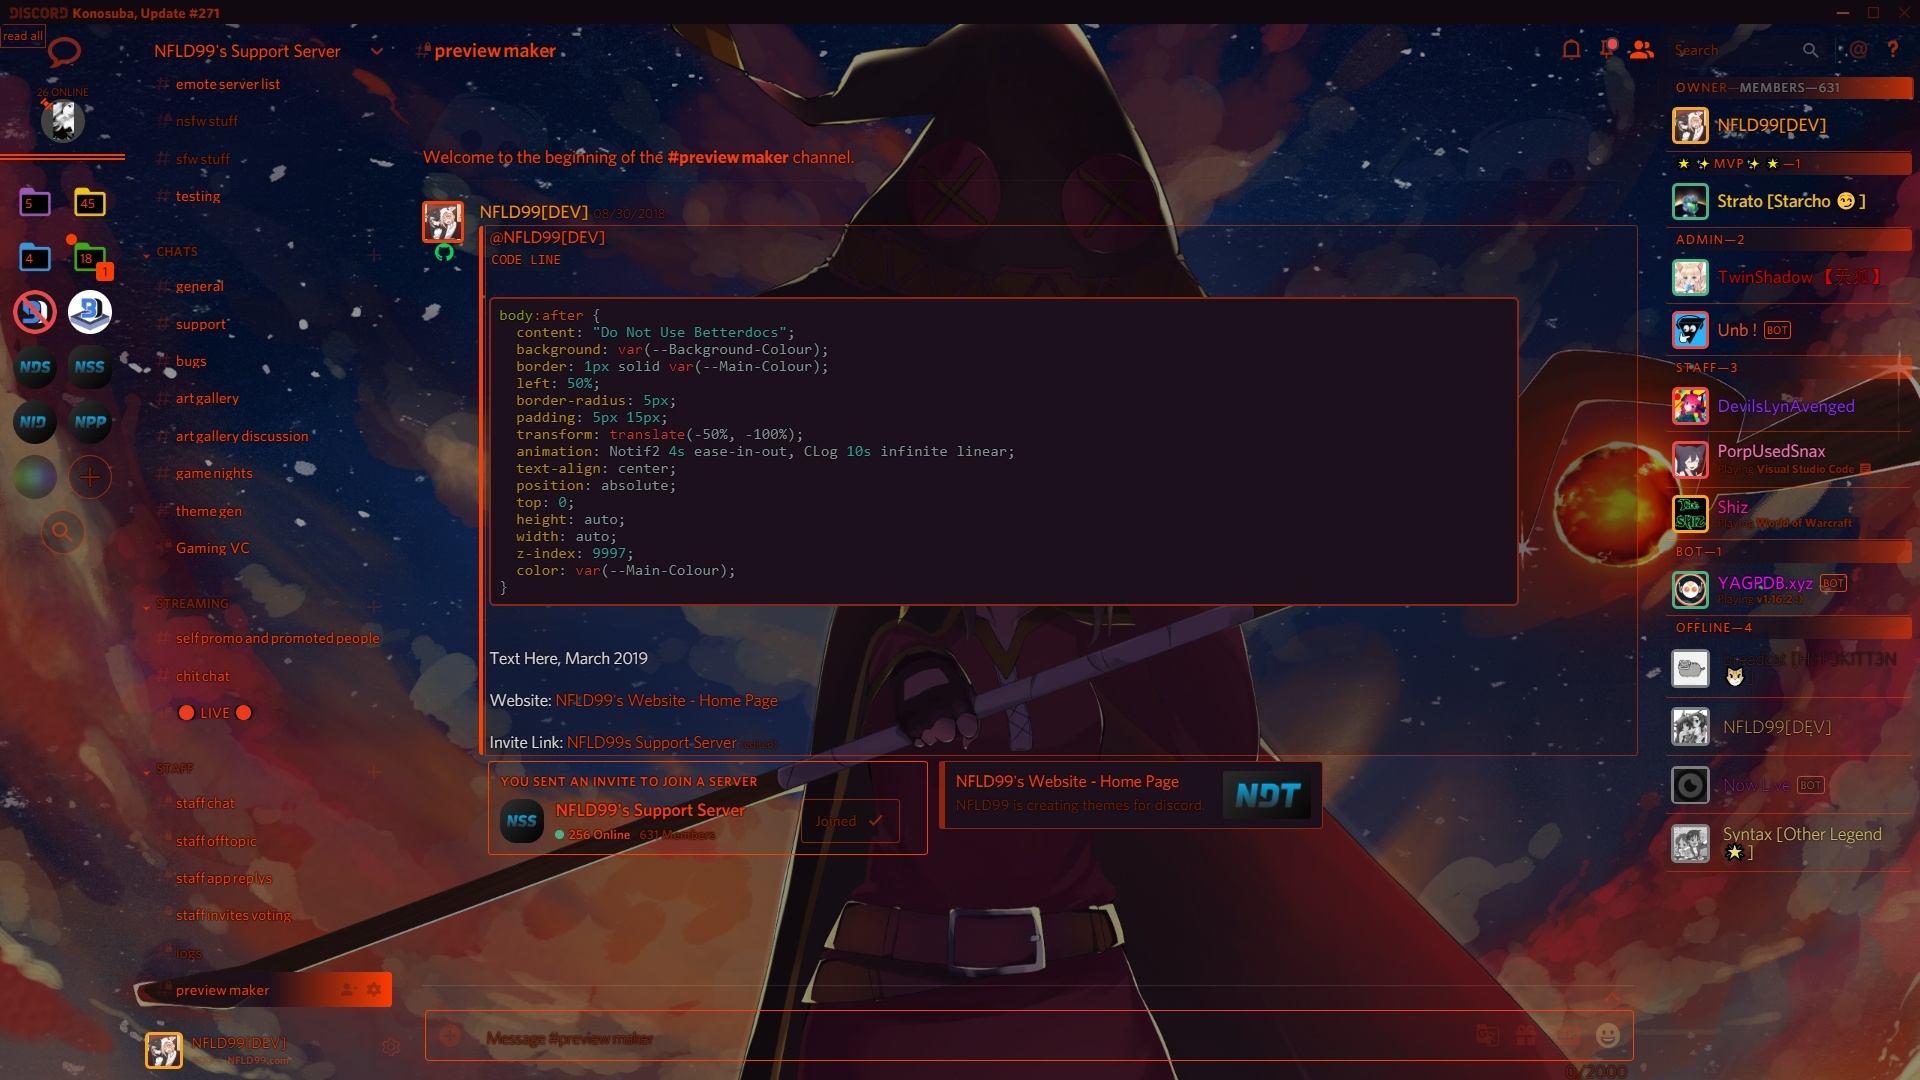 DISCORD Konosuba, Update #271
read all
26 ONLINE
5
45
4
18
1
NDS
NSS
NID
NPP
NFLD99's Support Server
emote server list
nsfw stuff
sfw stuff
testing
CHATS
general
support
bugs
art gallery
art gallery discussion
game nights
theme gen
Gaming VC
STREAMING
self promo and promoted people
chit chat
LIVE
STAFF
staff chat
staff offtopic
staff app replys
staff invites voting
logs
preview maker
NFLD99[DEV]
NFLD99.com
# preview maker
Search
Welcome to the beginning of the #preview maker channel.
NFLD99[DEV] 08/30/2018
@NFLD99[DEV]
CODE LINE
body:after {
content: "Do Not Use Betterdocs";
background: var(--Background-Colour);
border: 1px solid var(--Main-Colour);
left: 50%;
border-radius: 5px;
padding: 5px 15px;
transform: translate(-50%, -100%);
animation: Notif2 4s ease-in-out, CLog 10s infinite linear;
text-align: center;
position: absolute;
top: 0;
height: auto;
width: auto;
z-index: 9997;
color: var(--Main-Colour);
}
Text Here, March 2019
Website: NFLD99's Website - Home Page
Invite Link: NFLD99s Support Server (edited)
YOU SENT AN INVITE TO JOIN A SERVER
NSS
NFLD99's Support Server
256 Online 631 Members
Joined
NFLD99's Website - Home Page
NFLD99 is creating themes for discord.
NDT
Message #preview maker
0/2000
OWNER—MEMBERS—631
NFLD99[DEV]
🌟 ✨ MVP ✨ 🌟 —1
Strato [Starcho 😏 ]
ADMIN—2
TwinShadow
Unb ! BOT
STAFF—3
DevilsLynAvenged
PorpUsedSnax
Playing Visual Studio Code
Shiz
Playing World of Warcraft
BOT—1
YAGPDB.xyz BOT
Playing
OFFLINE—4
NFLD99[DEV]
Now Live BOT
Syntax [Other Legend
🌟 ]